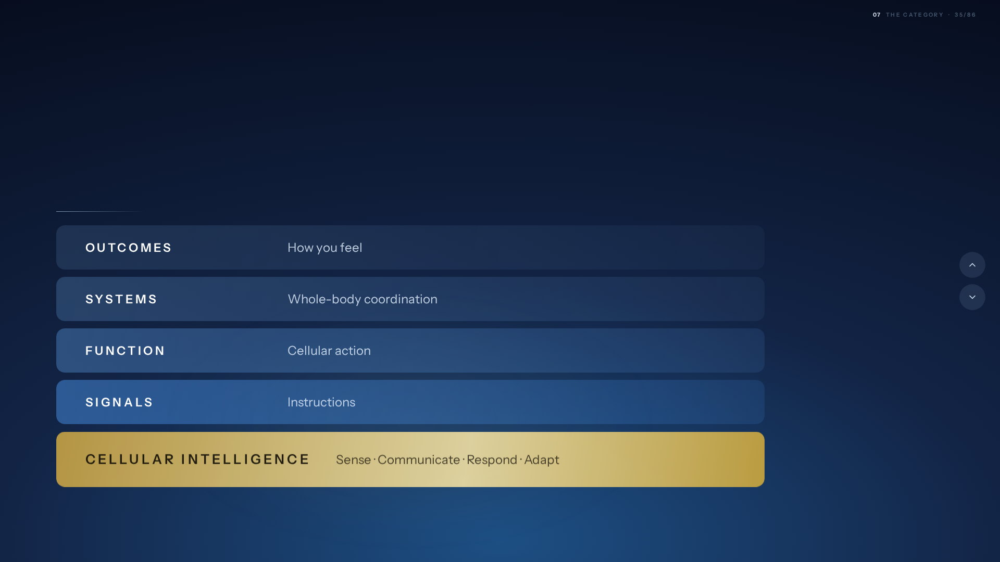 07 THE CATEGORY · 35/86
OUTCOMES How you feel
SYSTEMS Whole-body coordination
FUNCTION Cellular action
SIGNALS Instructions
CELLULAR INTELLIGENCE Sense · Communicate · Respond · Adapt